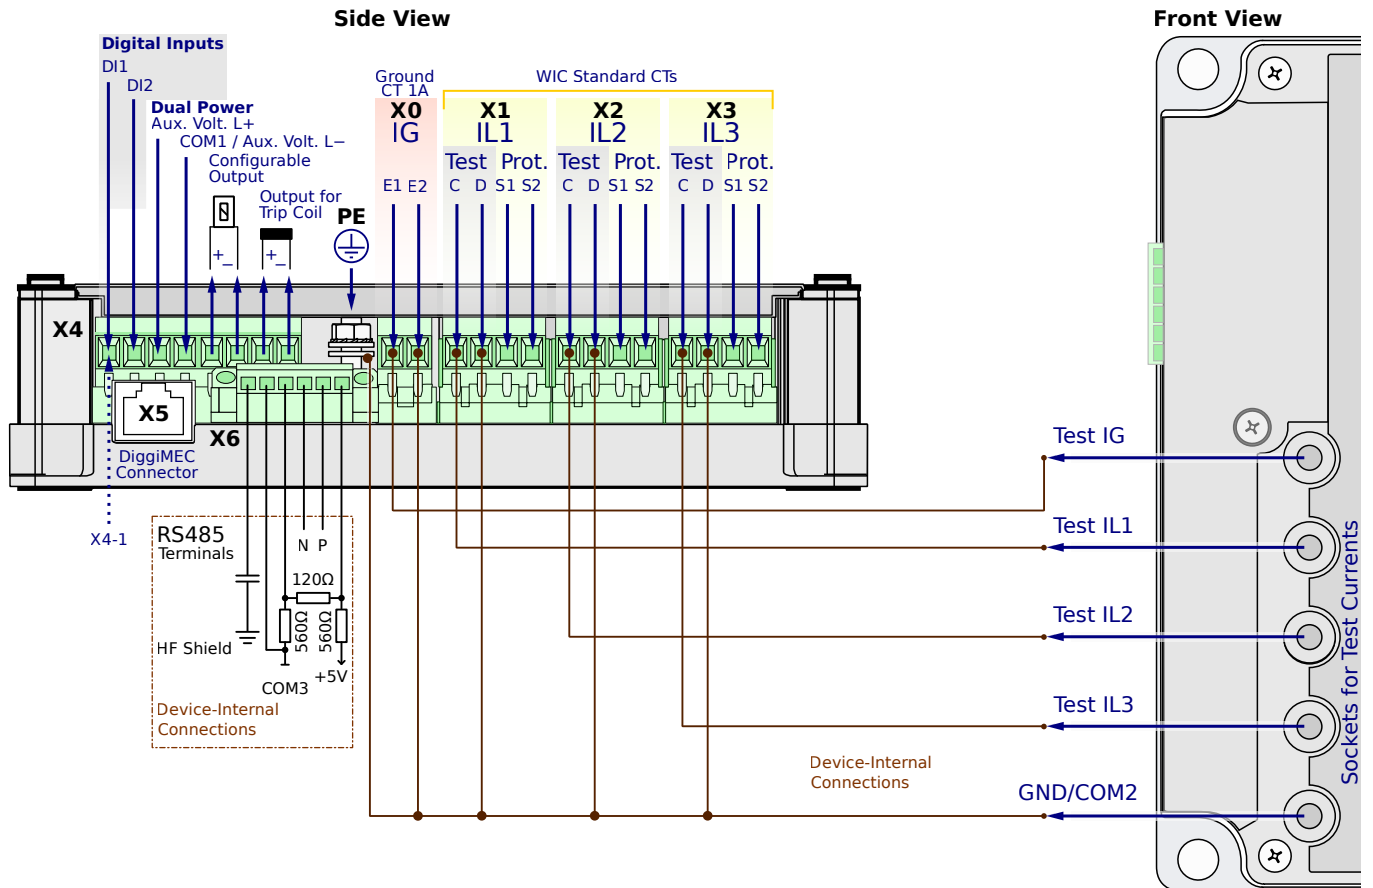 Side View
Front View
Digital Inputs
DI1
DI2
Dual Power
Aux. Volt. L+
COM1 / Aux. Volt. L−
Configurable
Output
Output for
Trip Coil
+
−
+
−
PE
Ground
CT 1A
X0
IG
E1 E2
WIC Standard CTs
X1
IL1
Test Prot.
C D S1 S2
X2
IL2
Test Prot.
C D S1 S2
X3
IL3
Test Prot.
C D S1 S2
X4
X5
X6
DiggiMEC
Connector
X4-1
RS485
Terminals
N P
120Ω
560Ω
560Ω
HF Shield
+5V
COM3
Device-Internal
Connections
Test IG
Test IL1
Test IL2
Test IL3
GND/COM2
Device-Internal
Connections
Sockets for Test Currents